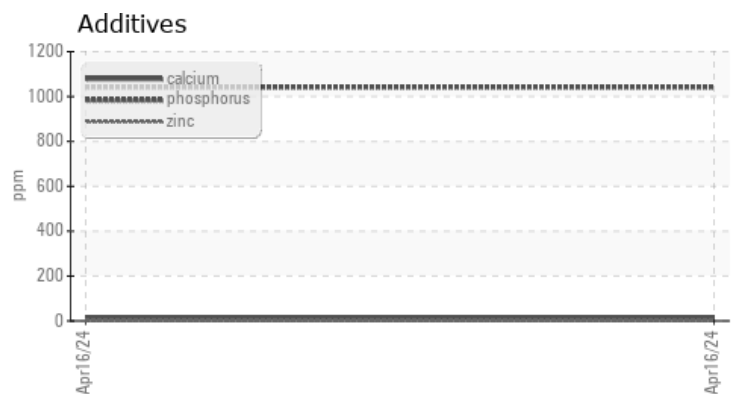 Additives
1200
1000
800
600
400
200
0
ppm
calcium
phosphorus
zinc
Apr16/24
Apr16/24